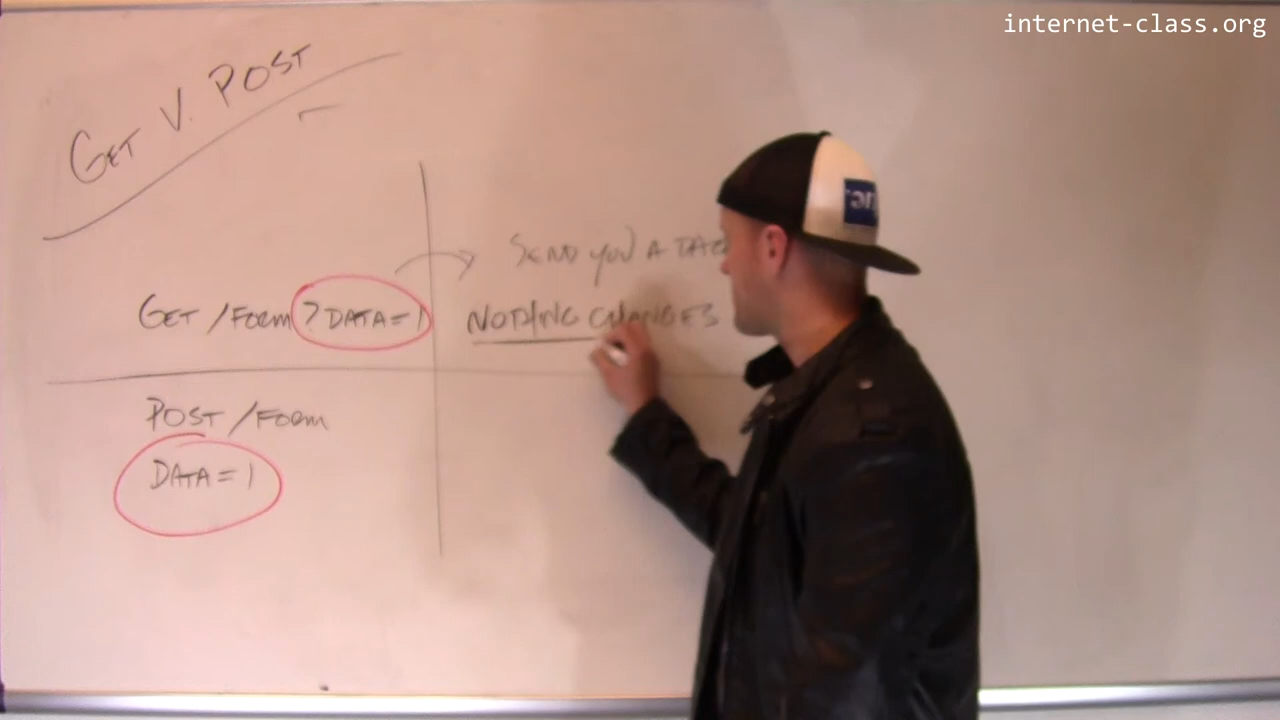 internet-class.org
GET V. POST
SEND YOU A
GET /FORM ?DATA=1
NOTHING CHANGES
POST /FORM
DATA=1